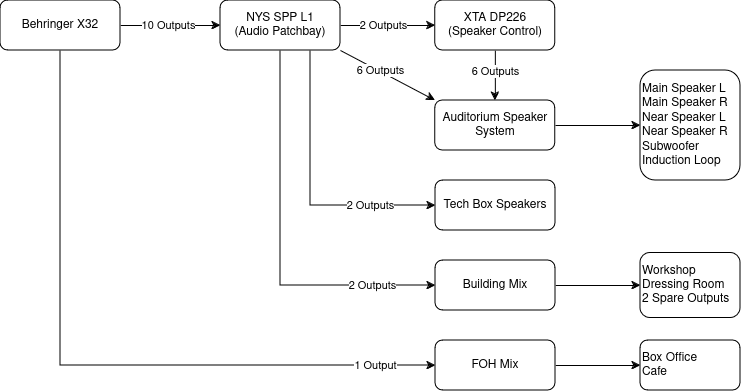 Behringer X32
10 Outputs
NYS SPP L1
(Audio Patchbay)
2 Outputs
XTA DP226
(Speaker Control)
6 Outputs
6 Outputs
Auditorium Speaker
System
Main Speaker L
Main Speaker R
Near Speaker L
Near Speaker R
Subwoofer
Induction Loop
2 Outputs
Tech Box Speakers
2 Outputs
Building Mix
Workshop
Dressing Room
2 Spare Outputs
1 Output
FOH Mix
Box Office
Cafe